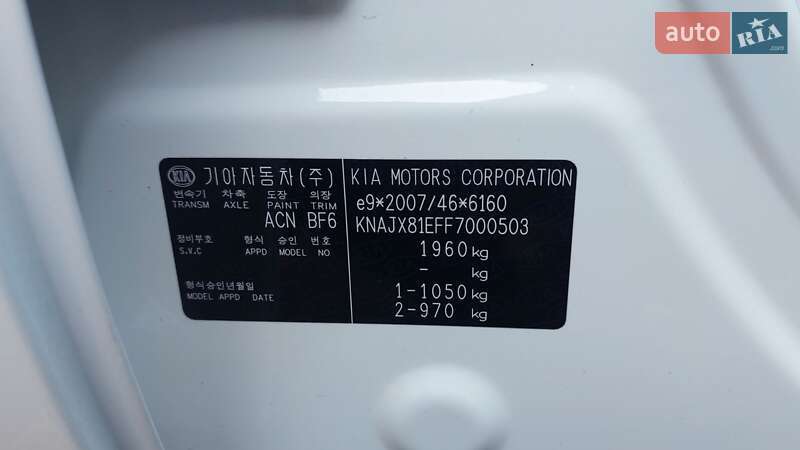 auto RIA.com
KIA 기아자동차(주)
변속기 차축 도장 의장
TRANSM AXLE PAINT TRIM
ACN BF6
정비부호 형식 승인 번호
S.V.C APPD MODEL NO
형식승인년월일
MODEL APPD DATE
KIA MOTORS CORPORATION
e9*2007/46*6160
KNAJX81EFF7000503
1960 kg
- kg
1-1050 kg
2-970 kg